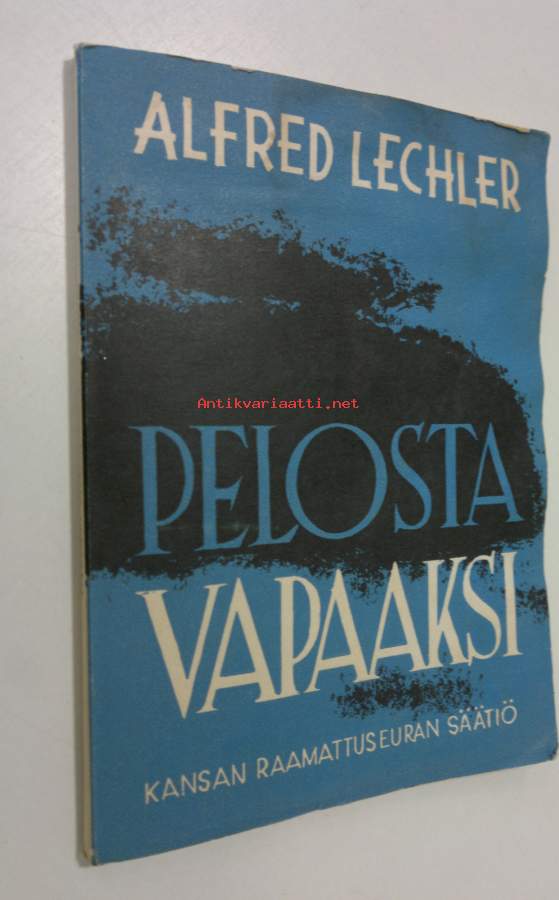 ALFRED LECHLER
Antikvariaatti.net
PELOSTA
VAPAAKSI
KANSAN RAAMATTUSEURAN SÄÄTIÖ